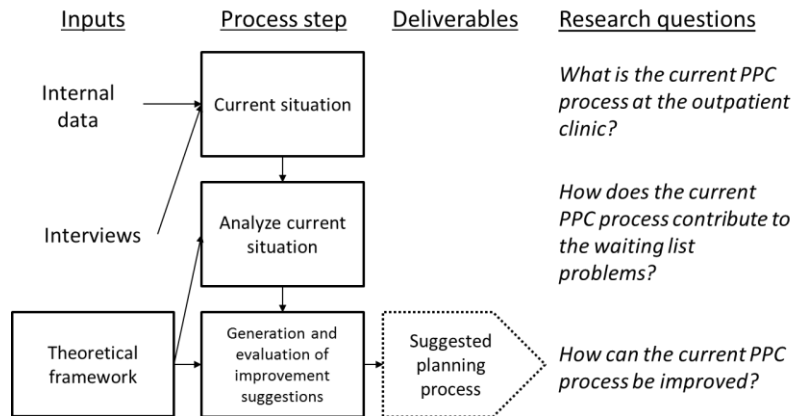 Inputs
Process step
Deliverables
Research questions
Internal
data
Current situation
What is the current PPC
process at the outpatient
clinic?
Interviews
Analyze current
situation
How does the current
PPC process contribute to
the waiting list
problems?
Theoretical
framework
Generation and
evaluation of
improvement
suggestions
Suggested
planning
process
How can the current PPC
process be improved?